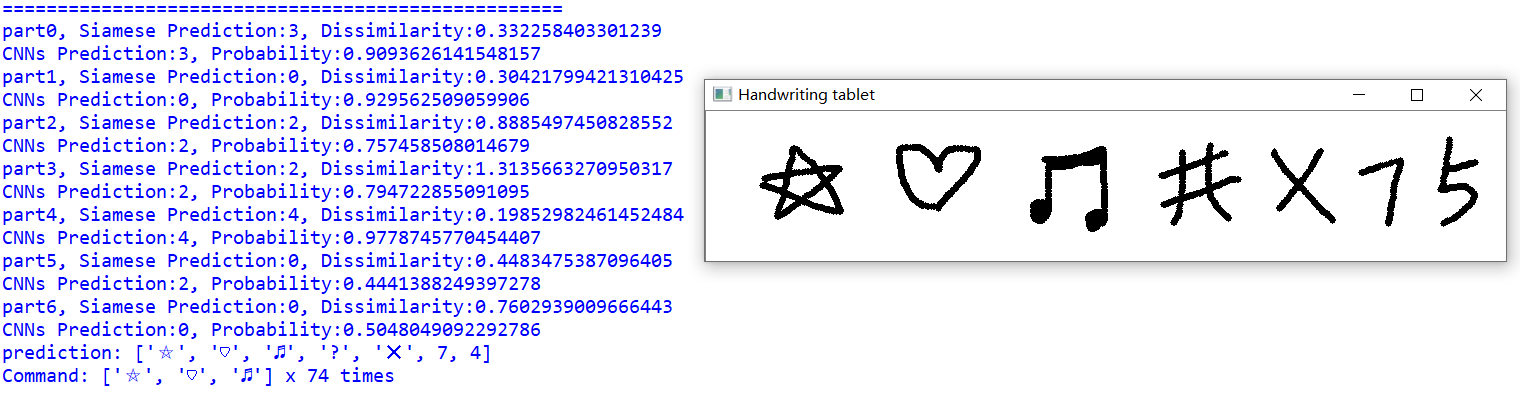 ==================================================
part0, Siamese Prediction:3, Dissimilarity:0.332258403301239
CNNs Prediction:3, Probability:0.9093626141548157
part1, Siamese Prediction:0, Dissimilarity:0.30421799421310425
CNNs Prediction:0, Probability:0.929562509059906
part2, Siamese Prediction:2, Dissimilarity:0.8885497450828552
CNNs Prediction:2, Probability:0.757458508014679
part3, Siamese Prediction:2, Dissimilarity:1.3135663270950317
CNNs Prediction:2, Probability:0.794722855091095
part4, Siamese Prediction:4, Dissimilarity:0.19852982461452484
CNNs Prediction:4, Probability:0.9778745770454407
part5, Siamese Prediction:0, Dissimilarity:0.4483475387096405
CNNs Prediction:2, Probability:0.4441388249397278
part6, Siamese Prediction:0, Dissimilarity:0.7602939009666443
CNNs Prediction:0, Probability:0.5048049092292786
prediction: ['☆', '♡', '♬', '?', '✕', 7, 4]
Command: ['☆', '♡', '♬'] x 74 times
Handwriting tablet
☆ ♡ ♫ # × 7 5